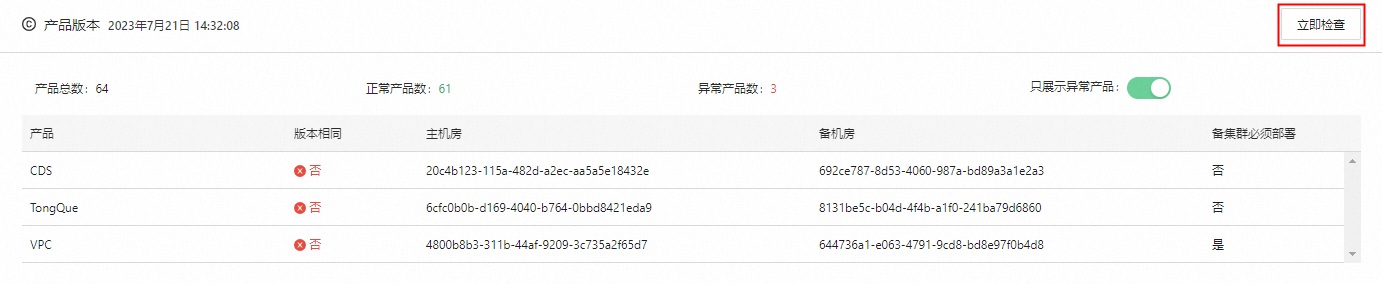 © 产品版本 2023年7月21日 14:32:08 立即检查
产品总数：64 正常产品数：61 异常产品数：3 只展示异常产品：
产品 版本相同 主机房 备机房 备集群必须部署
CDS 否 20c4b123-115a-482d-a2ec-aa5a5e18432e 692ce787-8d53-4060-987a-bd89a3a1e2a3 否
TongQue 否 6cfc0b0b-d169-4040-b764-0bbd8421eda9 8131be5c-b04d-4f4b-a1f0-241ba79d6860 否
VPC 否 4800b8b3-311b-44af-9209-3c735a2f65d7 644736a1-e063-4791-9cd8-bd8e97f0b4d8 是